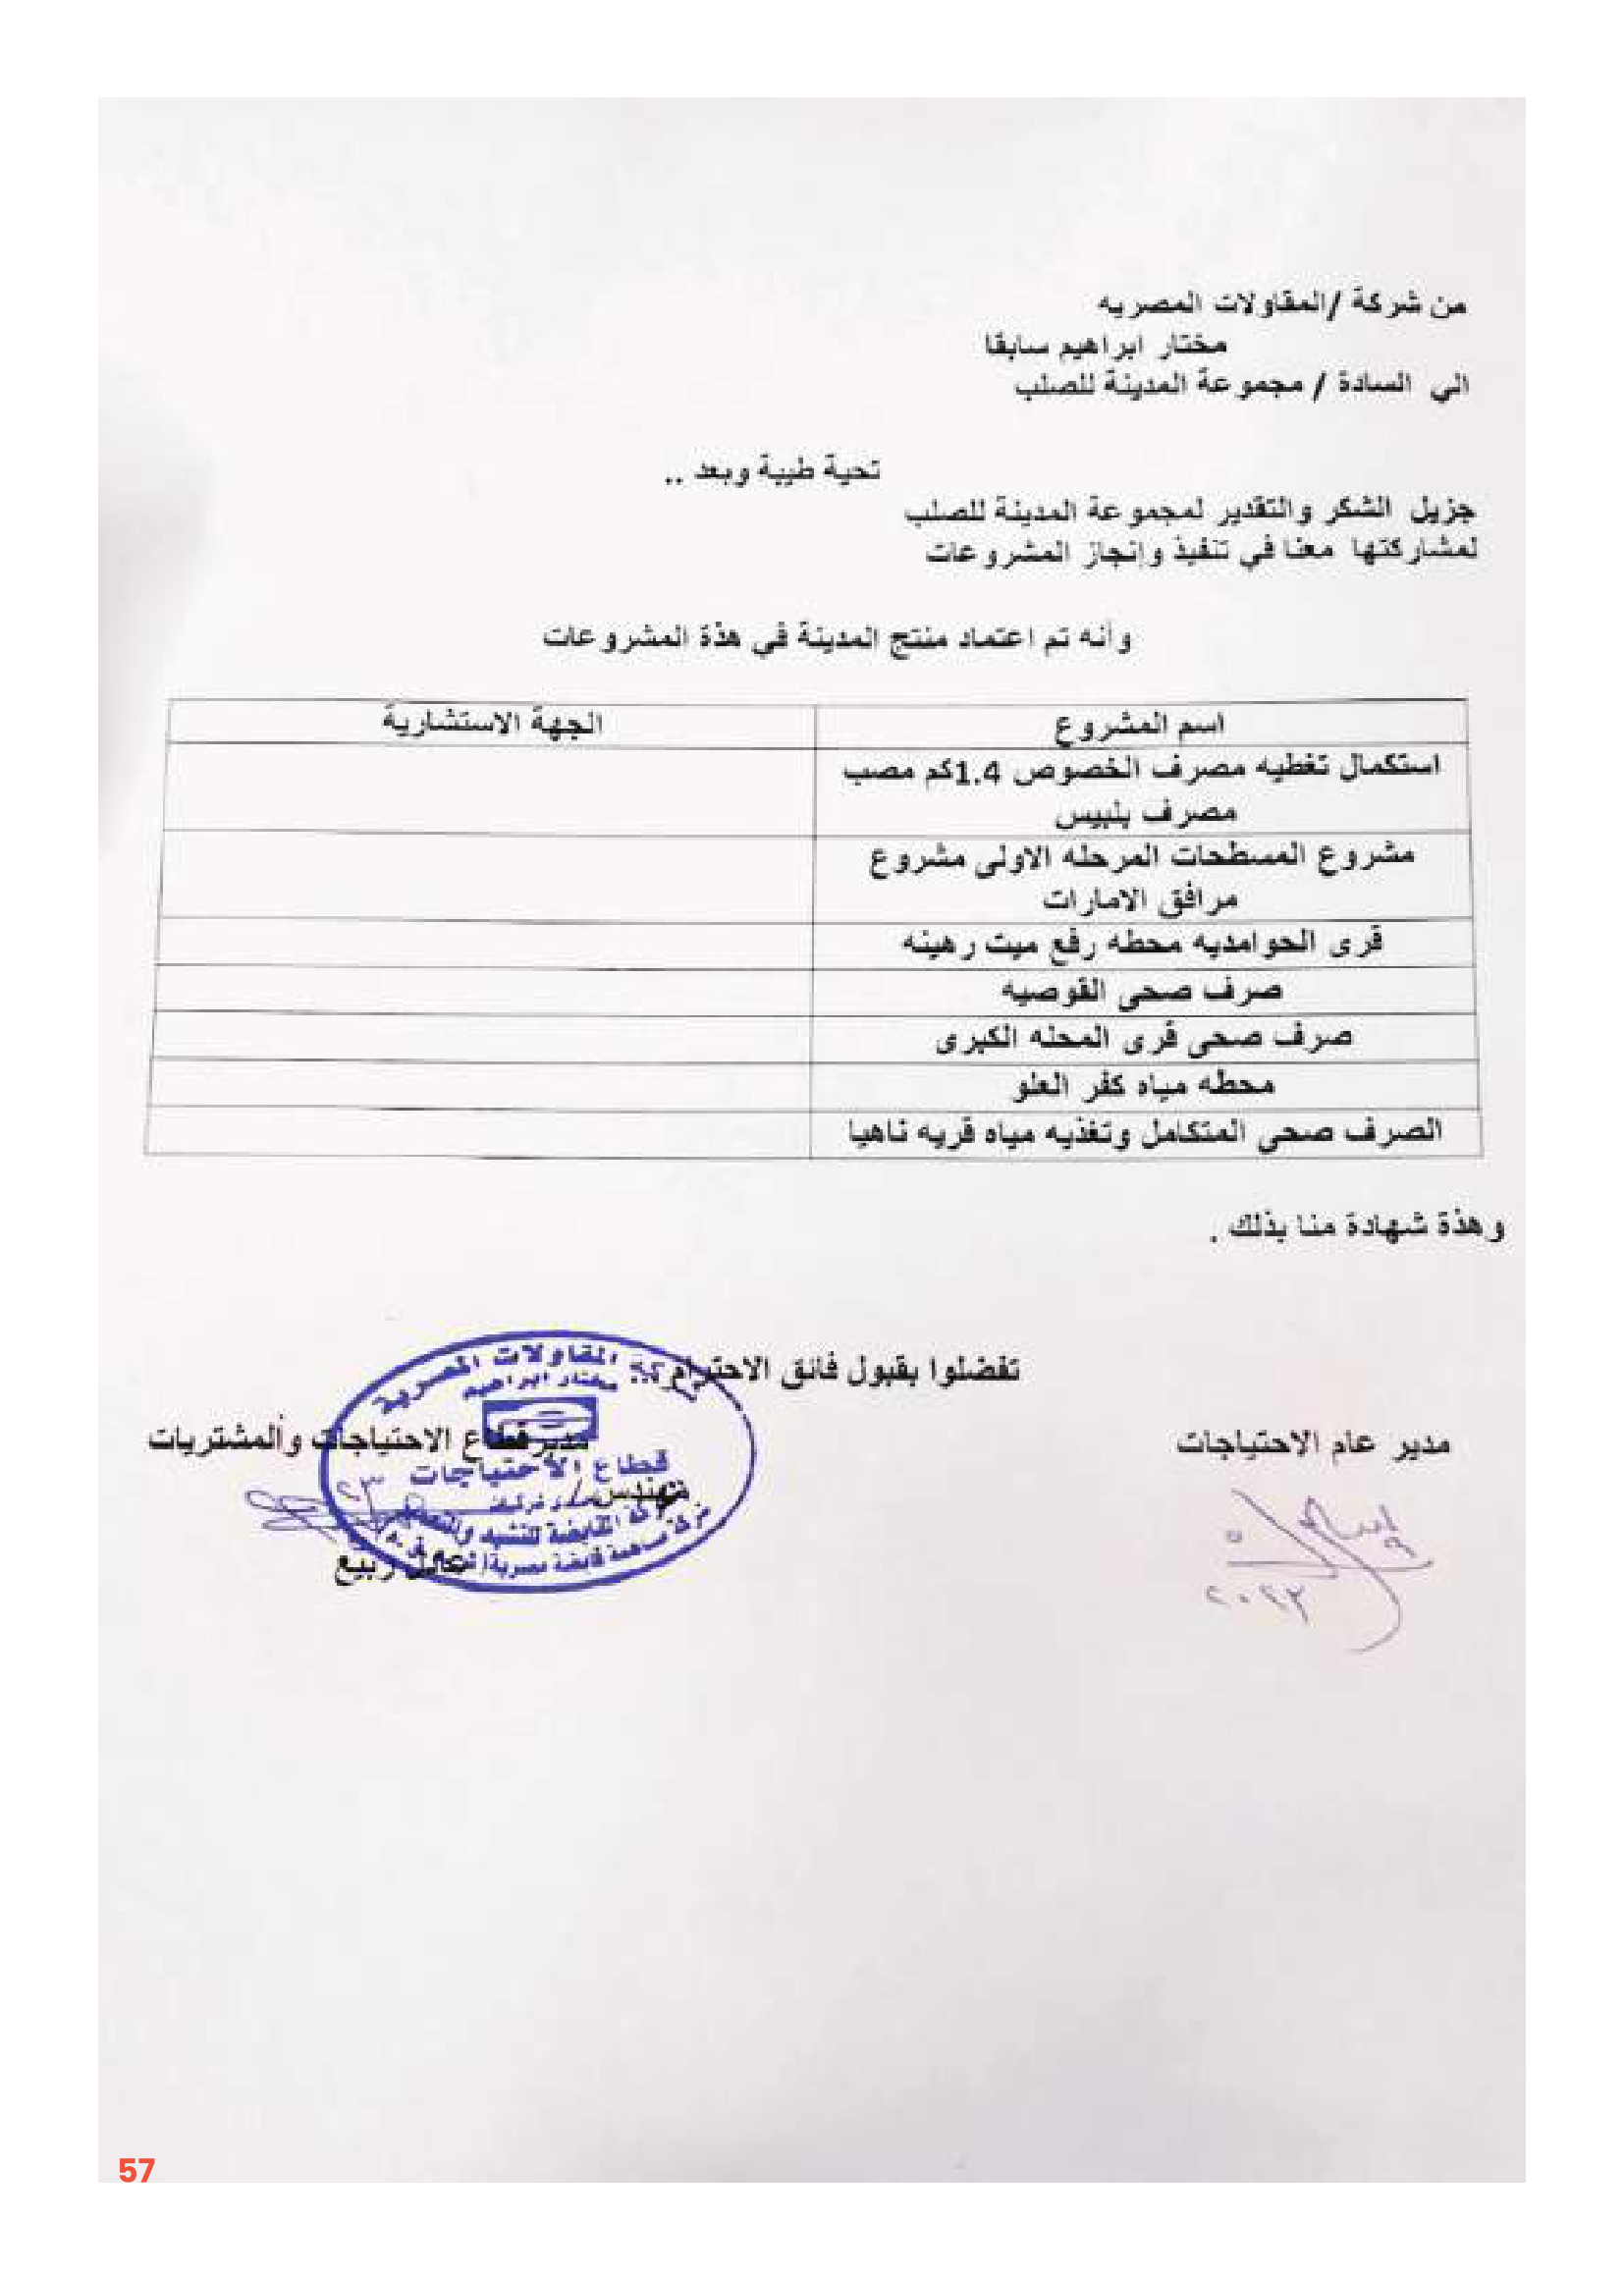 من شركة /المقاولات المصريه
مختار ابراهيم سابقا
الي السادة / مجموعة المدينة للصلب
تحية طيبة وبعد ..
جزيل الشكر والتقدير لمجموعة المدينة للصلب
لمشاركتها معنا في تنفيذ وإنجاز المشروعات
وأنه تم اعتماد منتج المدينة في هذة المشروعات
اسم المشروع
الجهة الاستشارية
استكمال تغطيه مصرف الخصوص 1.4كم مصب
مصرف بلبيس
مشروع المسطحات المرحله الاولى مشروع
مرافق الامارات
قرى الحوامديه محطه رفع ميت رهينه
صرف صحى القوصيه
صرف صحى قرى المحله الكبرى
محطه مياه كفر العلو
الصرف صحى المتكامل وتغذيه مياه قريه ناهيا
وهذة شهادة منا بذلك .
تفضلوا بقبول فائق الاحترام
مدير عام الاحتياجات
مدير قطاع الاحتياجات والمشتريات
مهندس /
عادل ربيع
شركة المقاولات المصرية
مختار ابراهيم
قطاع الاحتياجات
٢٠٢٣
57